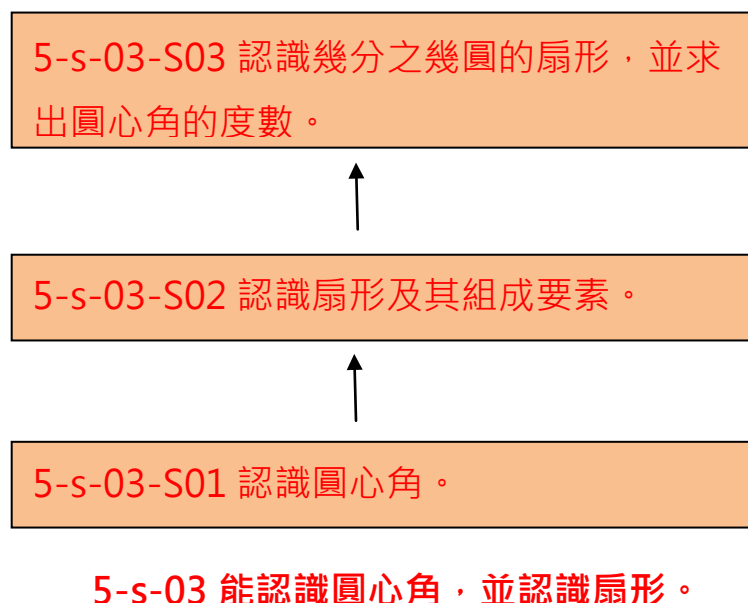 5-s-03-S03 認識幾分之幾圓的扇形，並求
出圓心角的度數。
5-s-03-S02 認識扇形及其組成要素。
5-s-03-S01 認識圓心角。
5-s-03 能認識圓心角，並認識扇形。